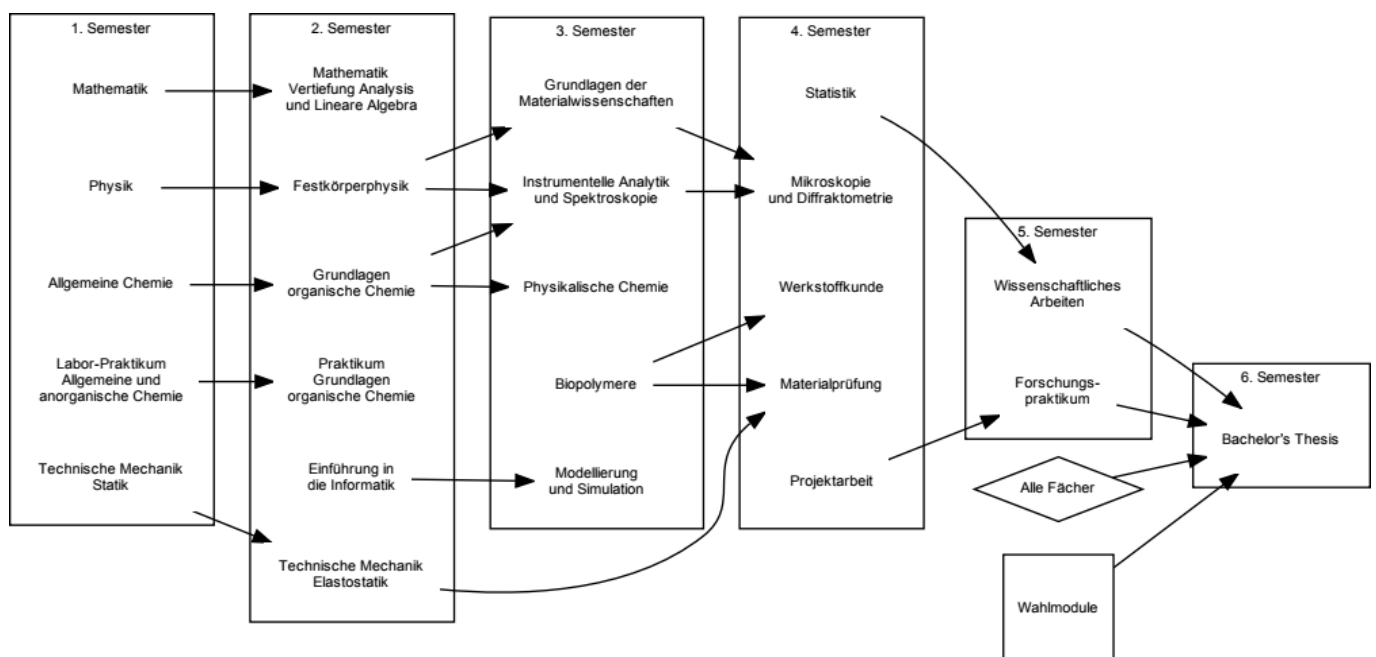 1. Semester
Mathematik
Physik
Allgemeine Chemie
Labor-Praktikum
Allgemeine und
anorganische Chemie
Technische Mechanik
Statik
2. Semester
Mathematik
Vertiefung Analysis
und Lineare Algebra
Festkörperphysik
Grundlagen
organische Chemie
Praktikum
Grundlagen
organische Chemie
Einführung in
die Informatik
Technische Mechanik
Elastostatik
3. Semester
Grundlagen der
Materialwissenschaften
Instrumentelle Analytik
und Spektroskopie
Physikalische Chemie
Biopolymere
Modellierung
und Simulation
4. Semester
Statistik
Mikroskopie
und Diffraktometrie
Werkstoffkunde
Materialprüfung
Projektarbeit
5. Semester
Wissenschaftliches
Arbeiten
Forschungs-
praktikum
Alle Fächer
Wahlmodule
6. Semester
Bachelor's Thesis